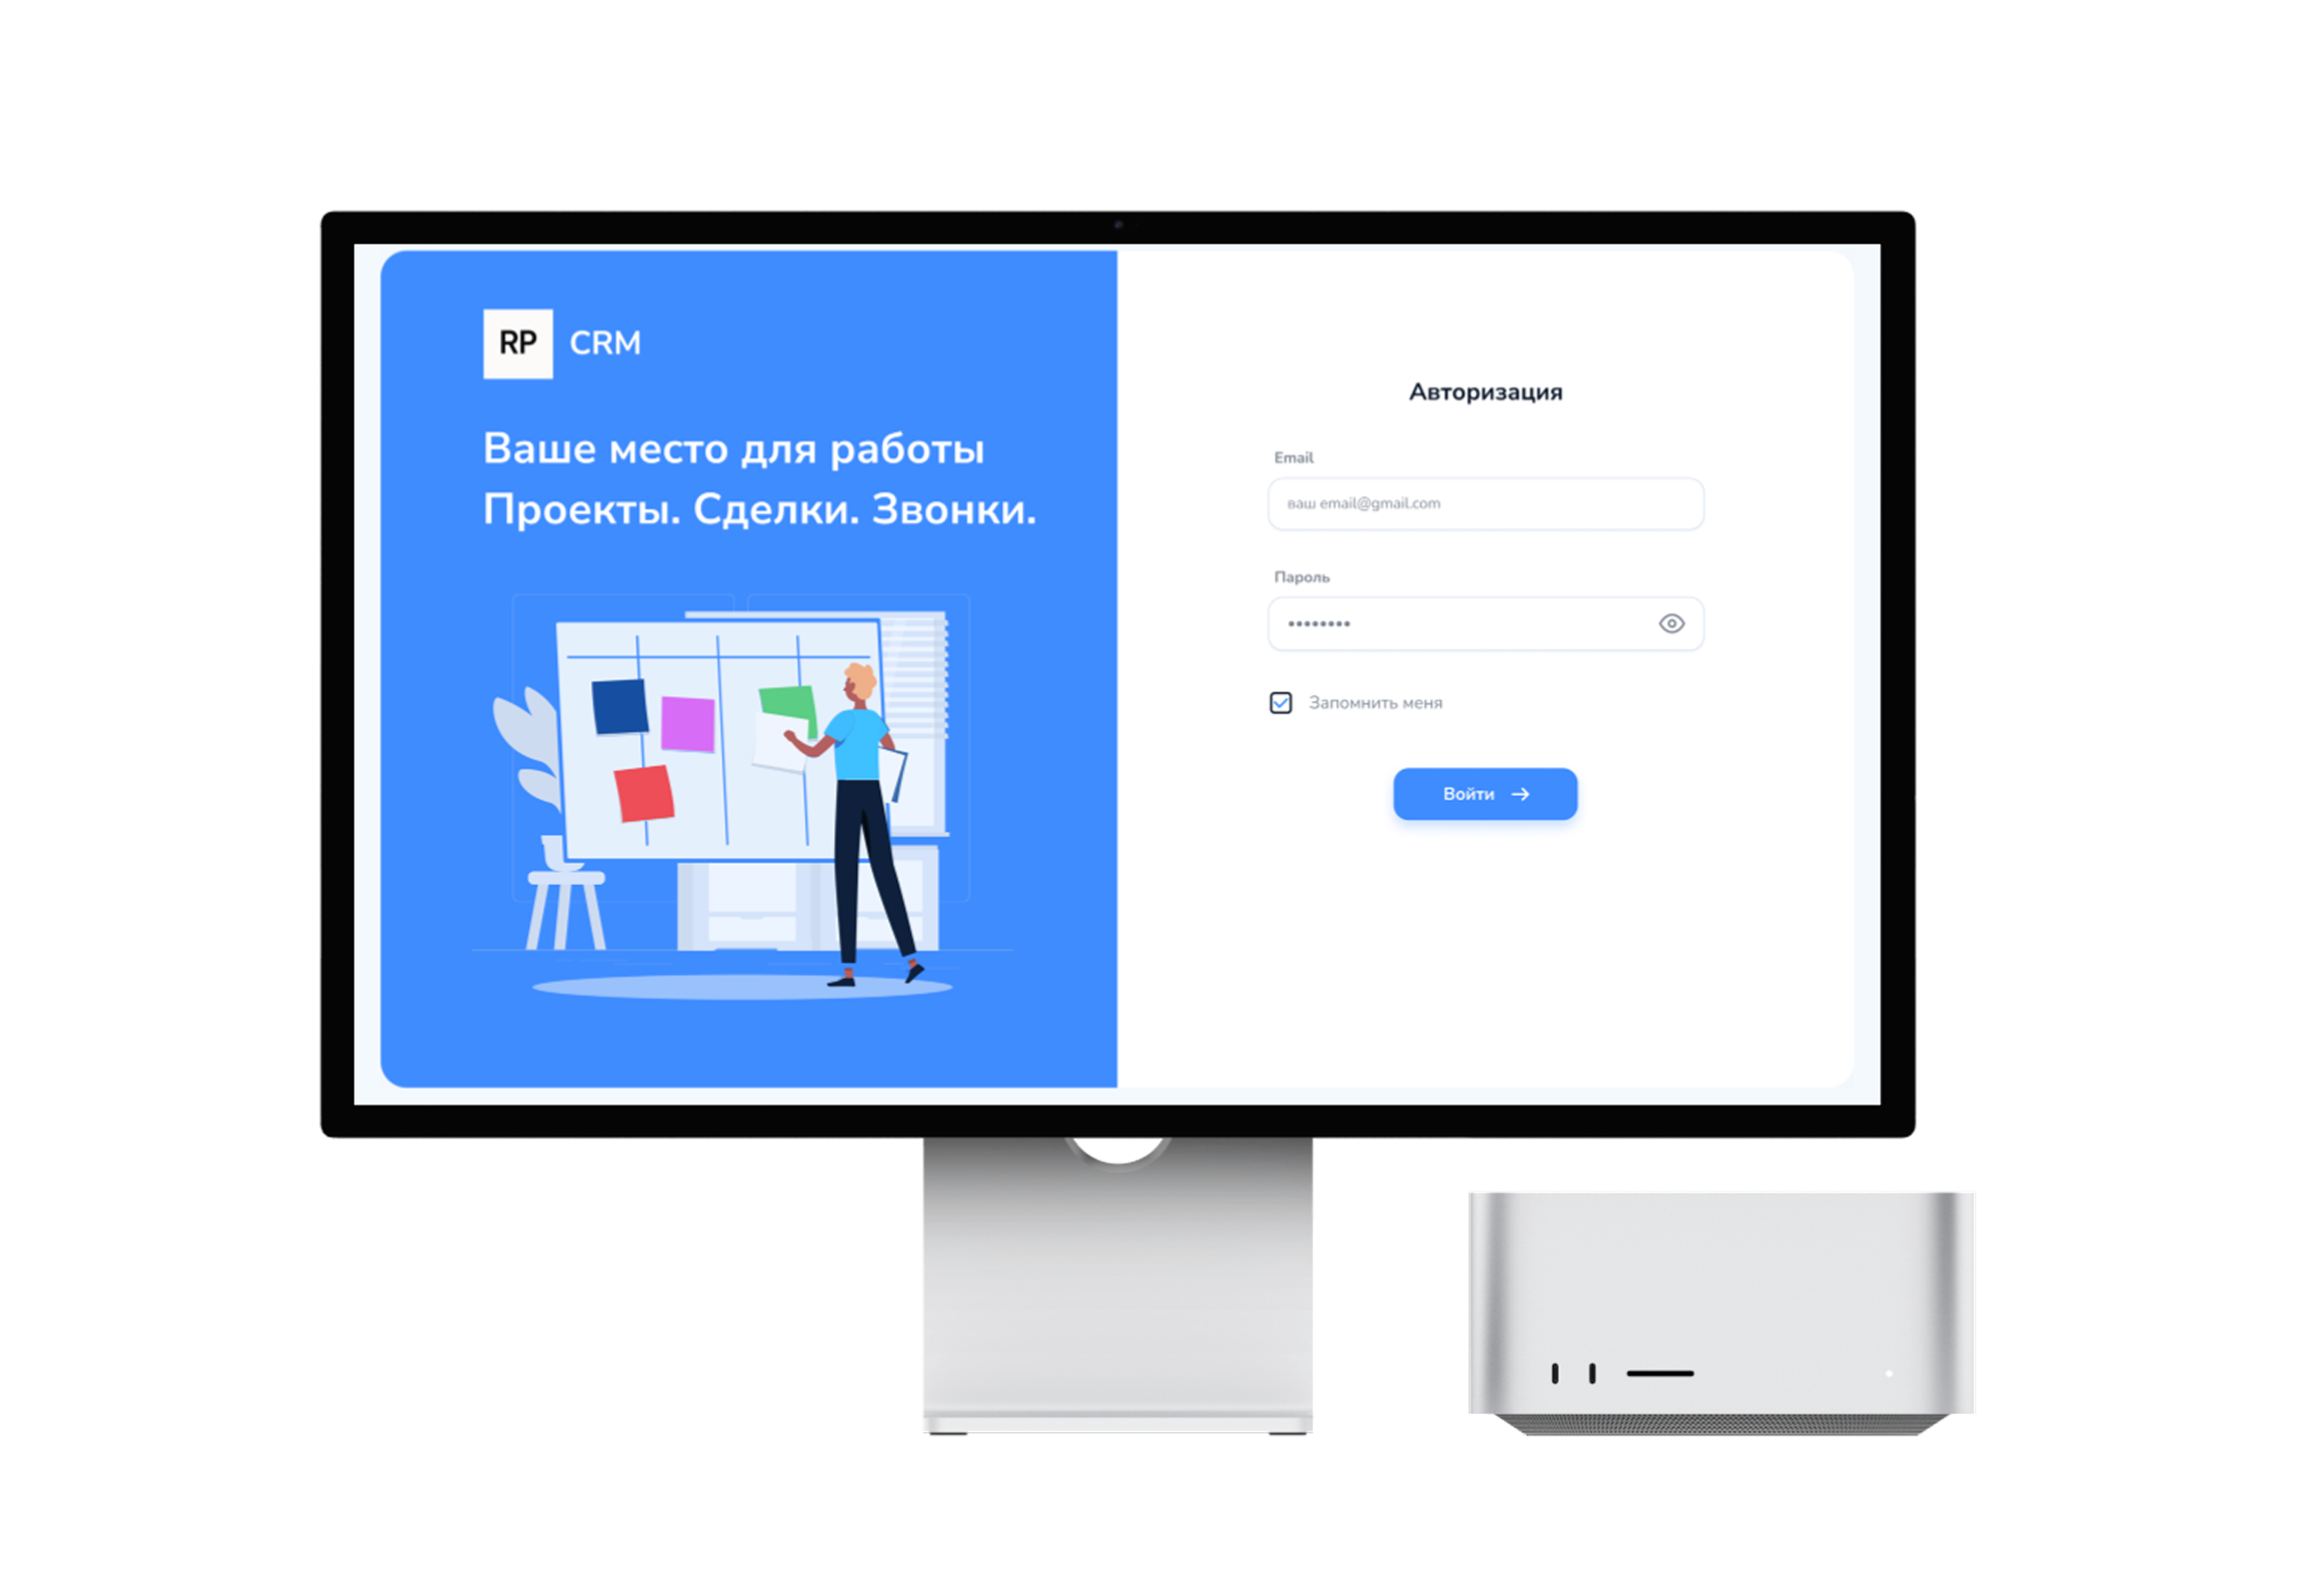 RP CRM
Ваше место для работы
Проекты. Сделки. Звонки.
Авторизация
Email
ваш email@gmail.com
Пароль
••••••••
Запомнить меня
Войти →